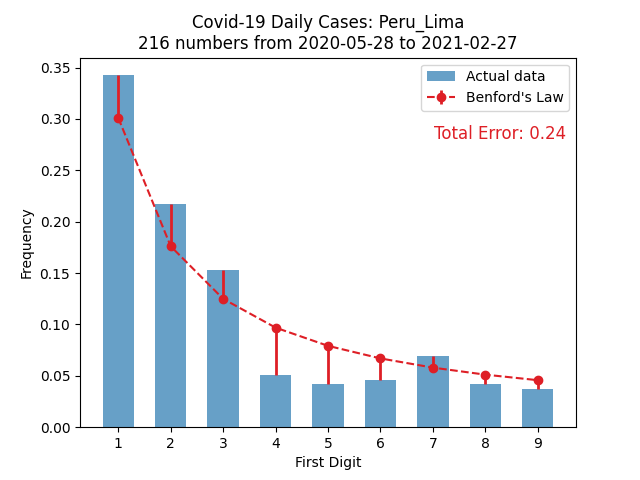 Covid-19 Daily Cases: Peru_Lima
216 numbers from 2020-05-28 to 2021-02-27
Actual data
Benford's Law
Total Error: 0.24
Frequency
0.35
0.30
0.25
0.20
0.15
0.10
0.05
0.00
1 2 3 4 5 6 7 8 9
First Digit